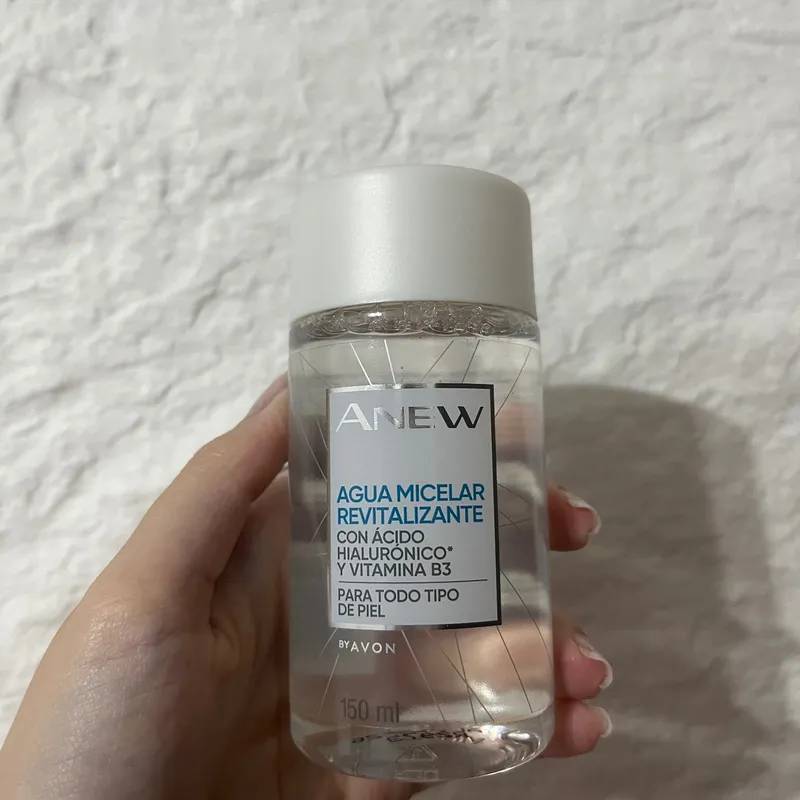 ANEW
AGUA MICELAR
REVITALIZANTE
CON ÁCIDO
HIALURÓNICO*
Y VITAMINA B3
PARA TODO TIPO
DE PIEL
BY AVON
150 ml